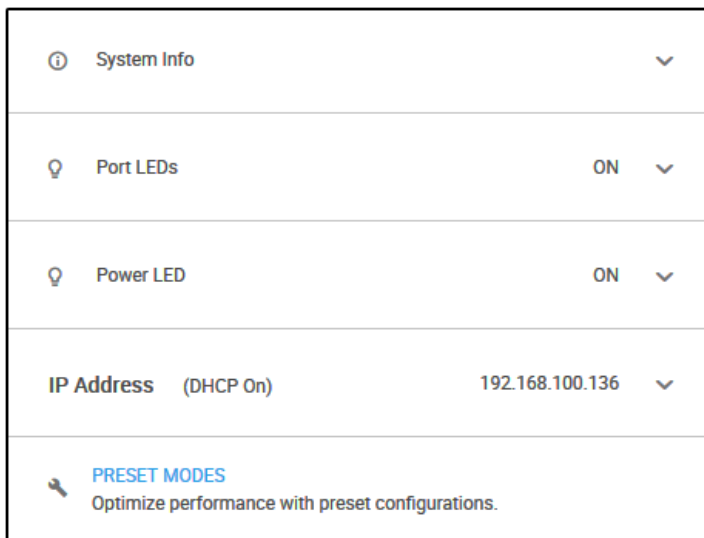 System Info
Port LEDs ON
Power LED ON
IP Address (DHCP On) 192.168.100.136
PRESET MODES
Optimize performance with preset configurations.